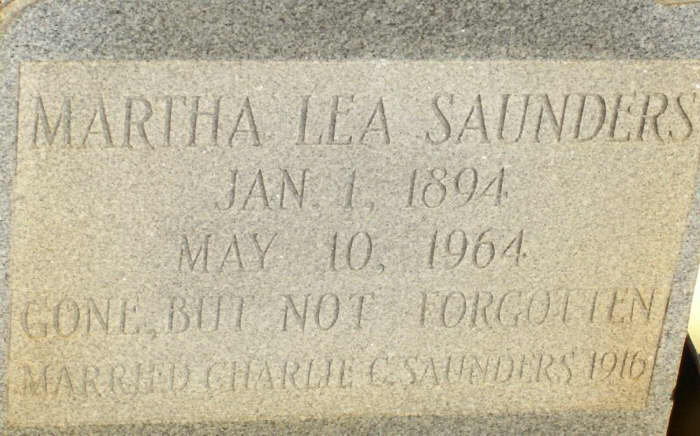 MARTHA LEA SAUNDERS
JAN. 1, 1894
MAY 10, 1964
GONE, BUT NOT FORGOTTEN
MARRIED CHARLIE C. SAUNDERS 1916